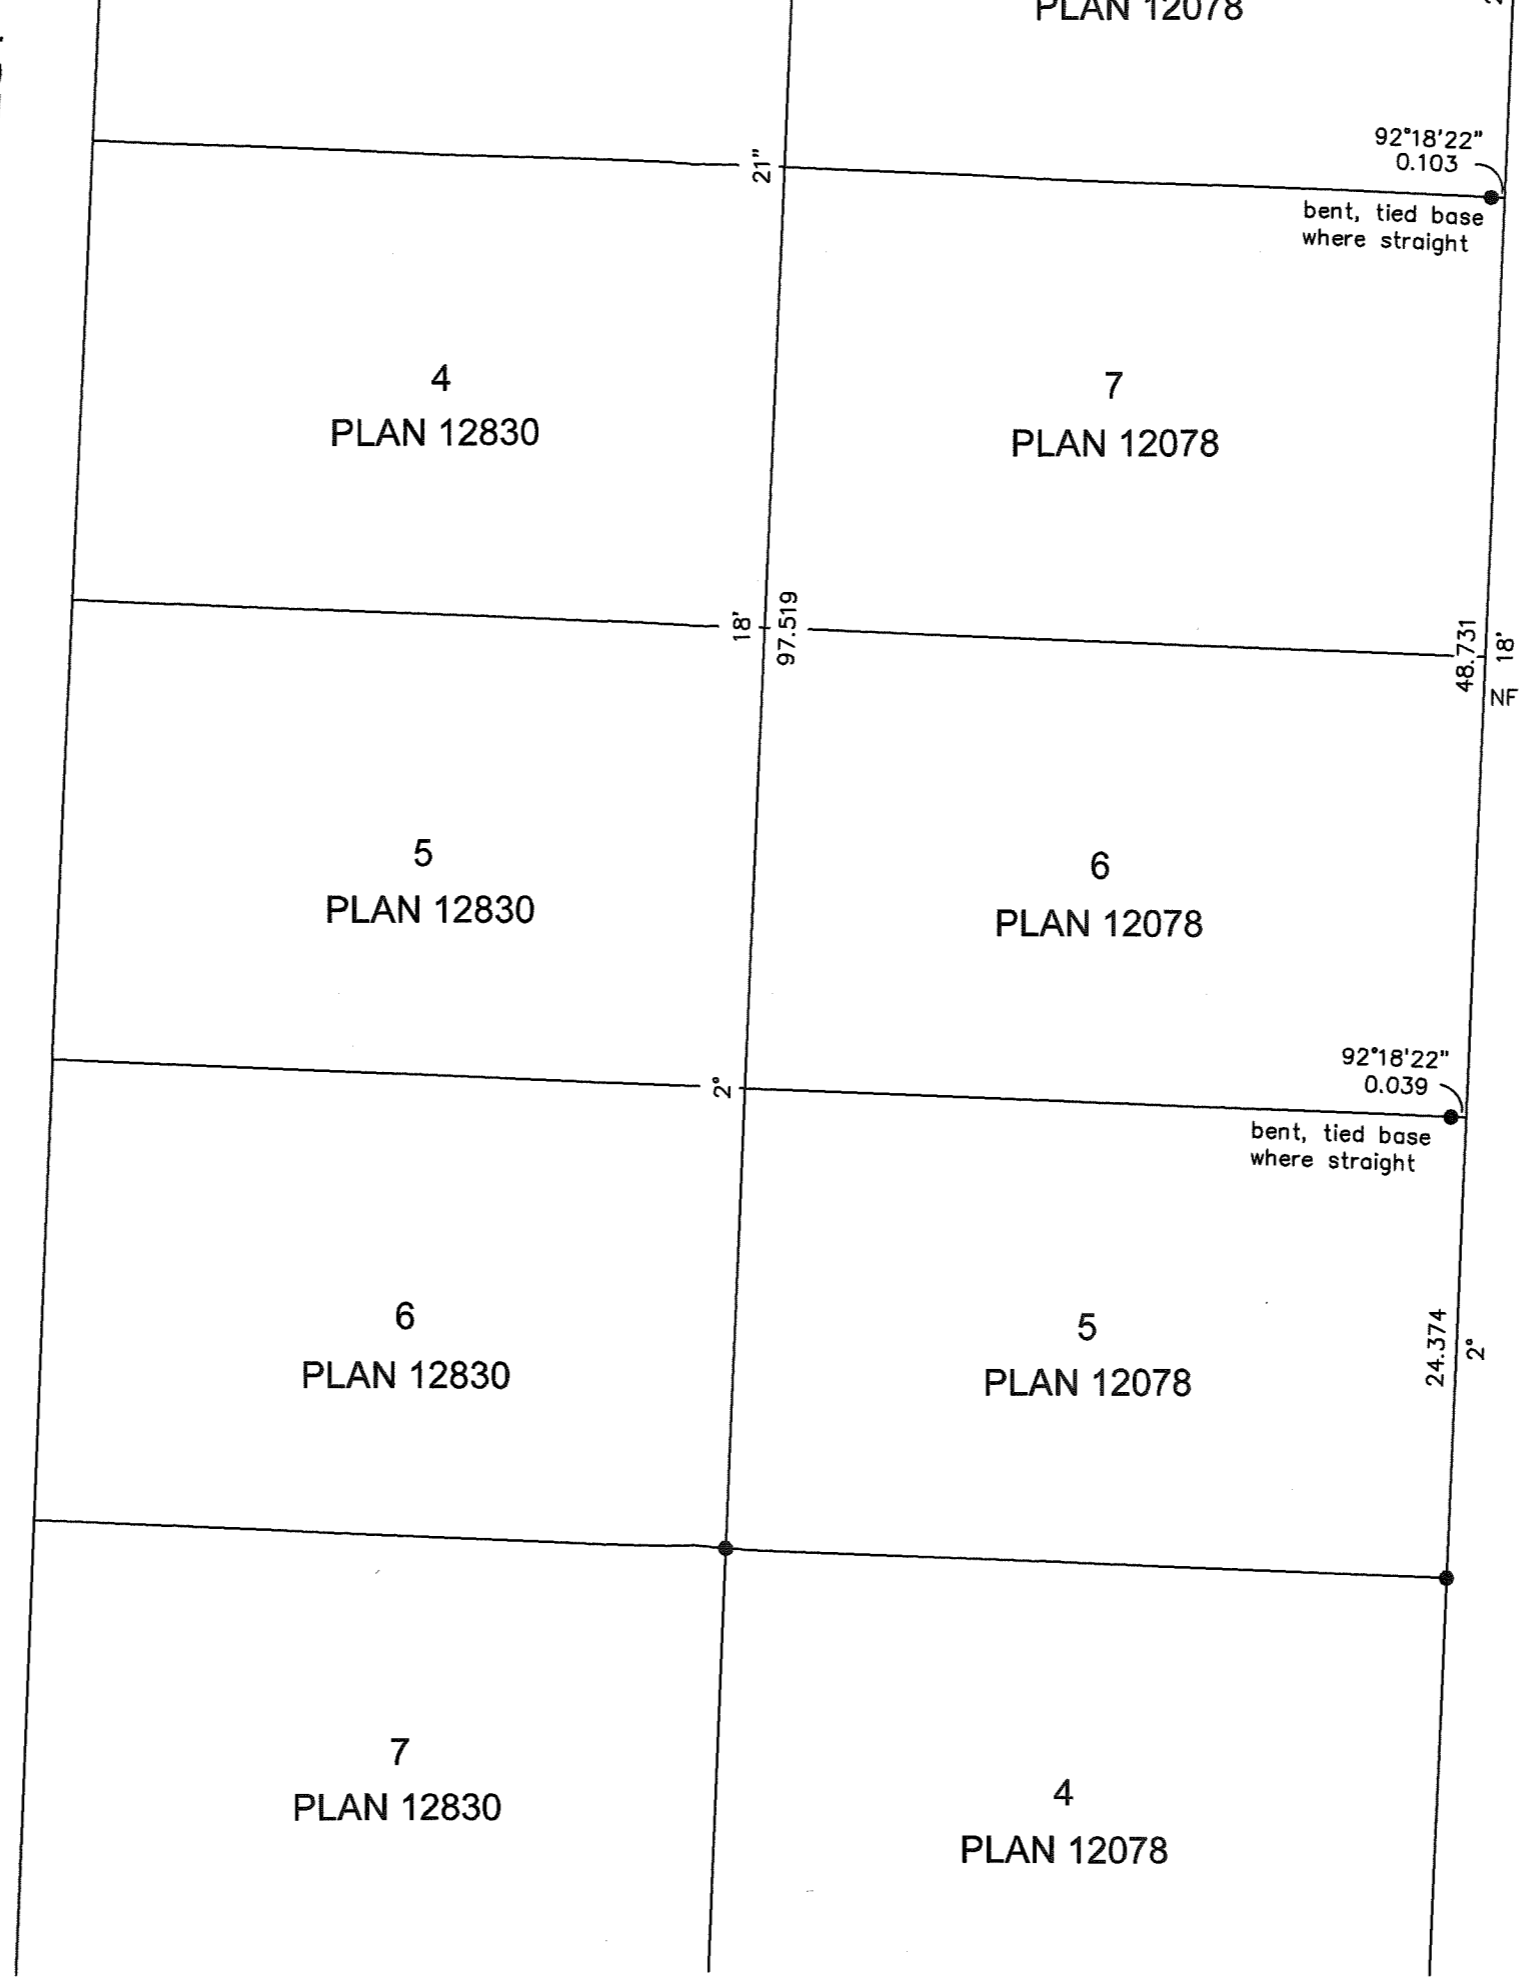 PLAN 12078
92°18'22"
0.103
bent, tied base
where straight
21"
4
PLAN 12830
7
PLAN 12078
18'
97.519
48.731
18'
NF
5
PLAN 12830
6
PLAN 12078
92°18'22"
0.039
bent, tied base
where straight
2°
6
PLAN 12830
5
PLAN 12078
24.374
2°
7
PLAN 12830
4
PLAN 12078